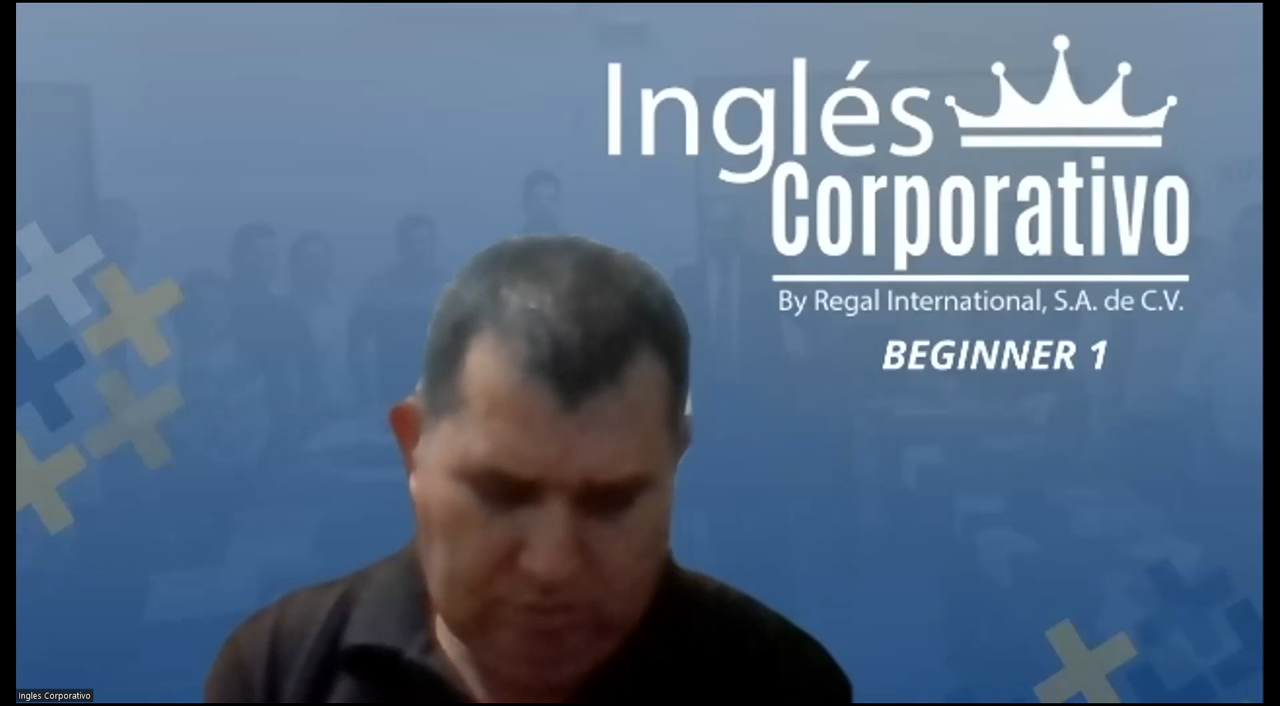 Inglés
Corporativo
By Regal International, S.A. de C.V.
BEGINNER 1
Ingles Corporativo